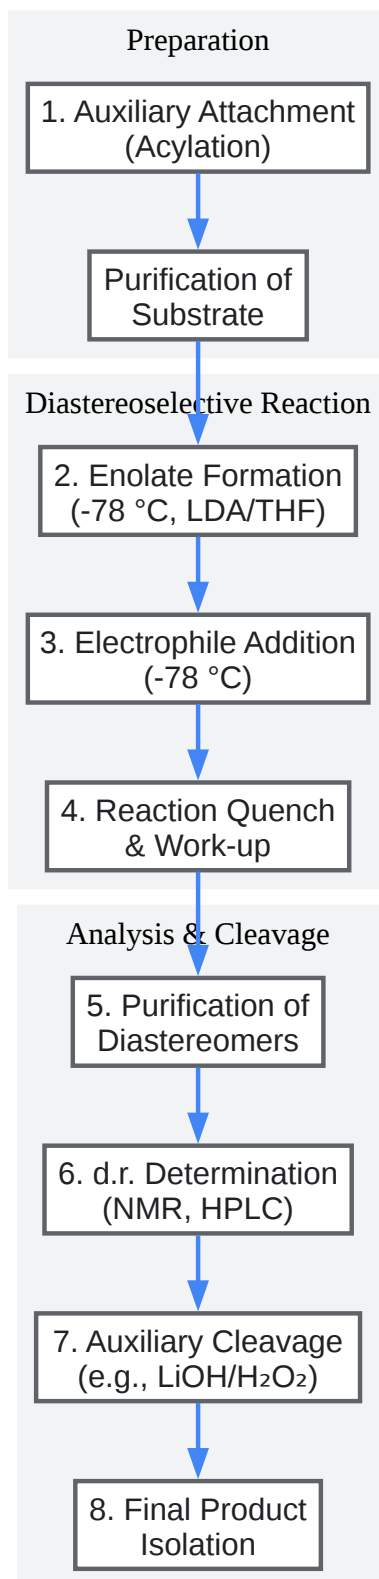 Preparation
1. Auxiliary Attachment
(Acylation)
Purification of
Substrate
Diastereoselective Reaction
2. Enolate Formation
(-78 °C, LDA/THF)
3. Electrophile Addition
(-78 °C)
4. Reaction Quench
& Work-up
Analysis & Cleavage
5. Purification of
Diastereomers
6. d.r. Determination
(NMR, HPLC)
7. Auxiliary Cleavage
(e.g., LiOH/H₂O₂)
8. Final Product
Isolation